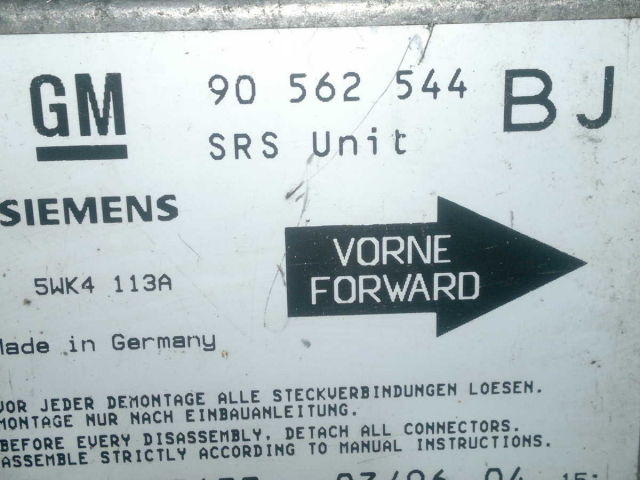 GM
90 562 544 BJ
SRS Unit
SIEMENS
VORNE
FORWARD
5WK4 113A
Made in Germany
VOR JEDER DEMONTAGE ALLE STECKVERBINDUNGEN LOESEN.
MONTAGE NUR NACH EINBAUANLEITUNG.
BEFORE EVERY DISASSEMBLY, DETACH ALL CONNECTORS.
ASSEMBLE STRICTLY ACCORDING TO MANUAL INSTRUCTIONS.